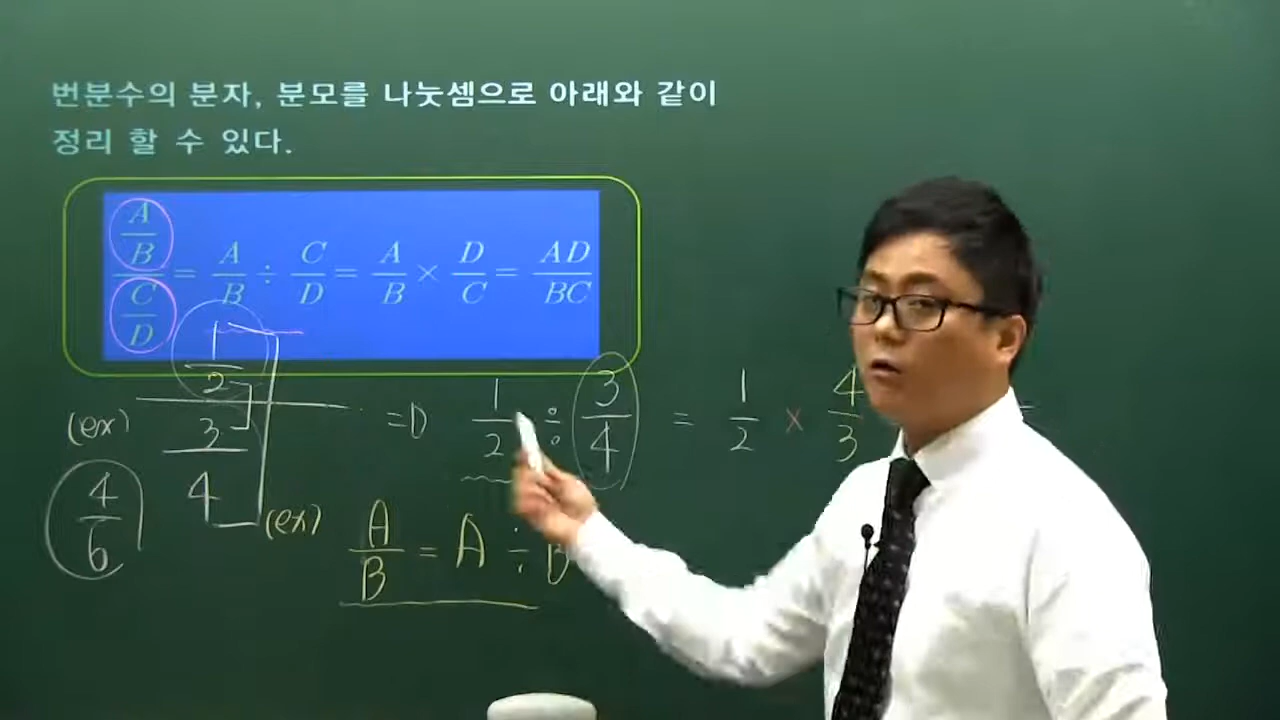 번분수의 분자, 분모를 나눗셈으로 아래와 같이
정리 할 수 있다.
A/B / C/D = A/B ÷ C/D = A/B × D/C = AD/BC
(ex) 1/2 / 3/4 => 1/2 ÷ 3/4 = 1/2 × 4/3 =
4/6
(ex) A/B = A ÷ B